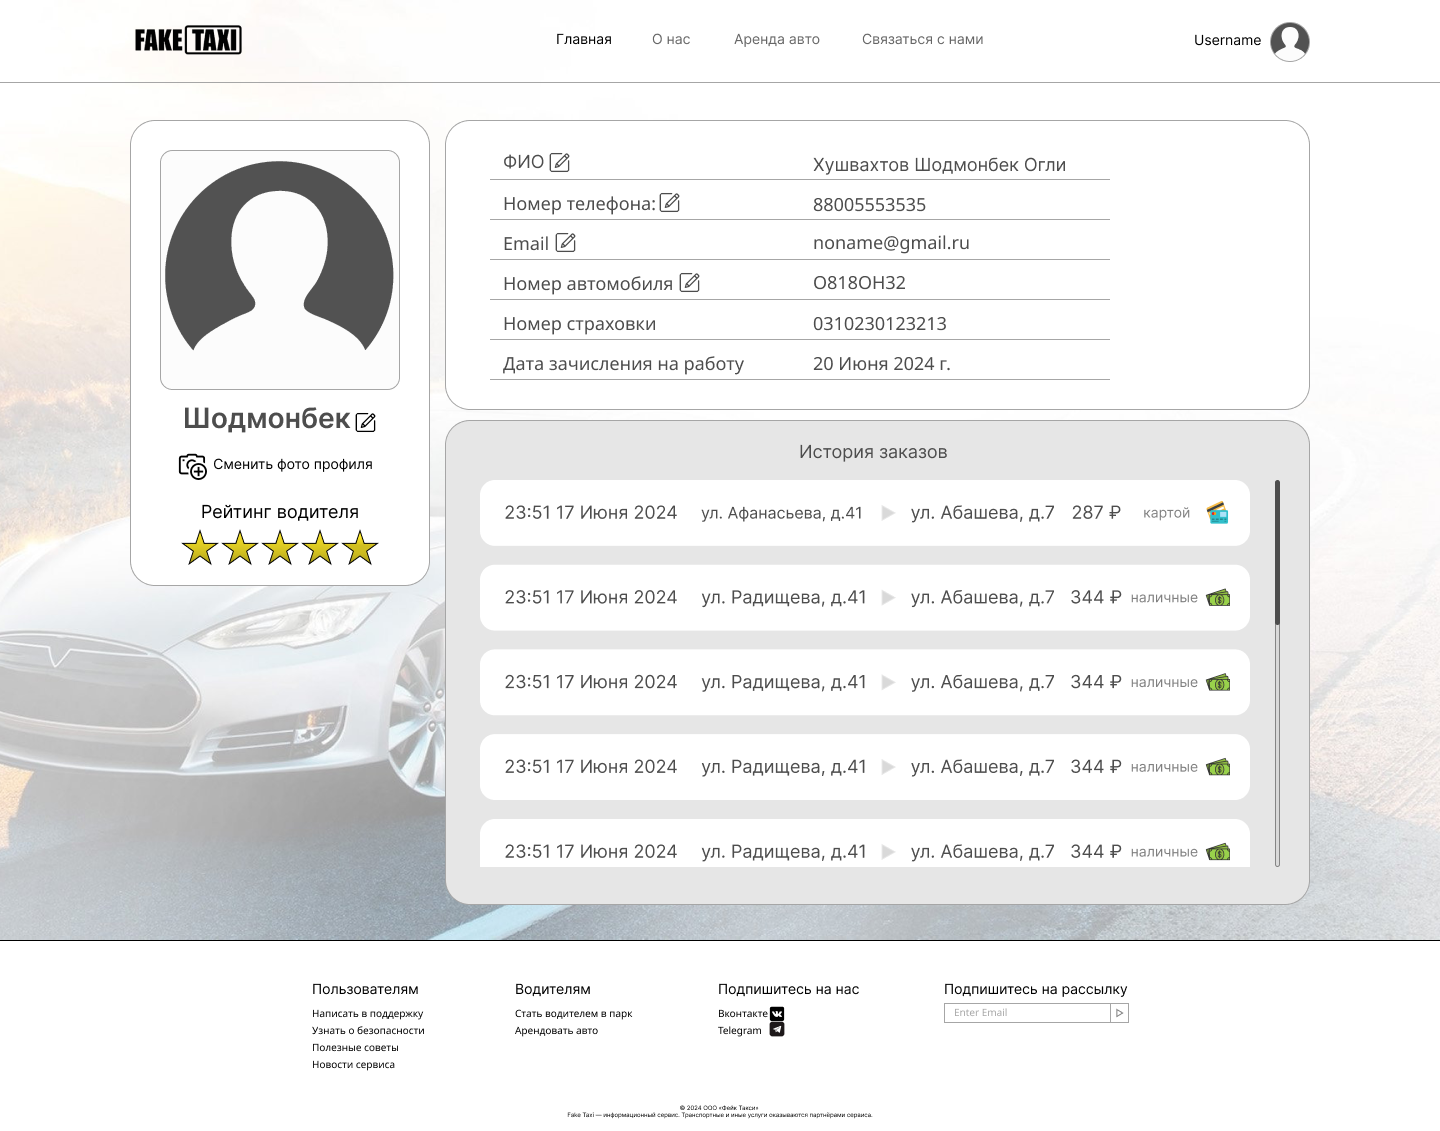 FAKE TAXI
Главная О нас Аренда авто Связаться с нами
Username
ФИО Хушвахтов Шодмонбек Огли
Номер телефона: 88005553535
Email noname@gmail.ru
Номер автомобиля О818ОН32
Номер страховки 0310230123213
Дата зачисления на работу 20 Июня 2024 г.
Шодмонбек
Сменить фото профиля
Рейтинг водителя
История заказов
23:51 17 Июня 2024 ул. Афанасьева, д.41 ул. Абашева, д.7 287 ₽ картой
23:51 17 Июня 2024 ул. Радищева, д.41 ул. Абашева, д.7 344 ₽ наличные
23:51 17 Июня 2024 ул. Радищева, д.41 ул. Абашева, д.7 344 ₽ наличные
23:51 17 Июня 2024 ул. Радищева, д.41 ул. Абашева, д.7 344 ₽ наличные
23:51 17 Июня 2024 ул. Радищева, д.41 ул. Абашева, д.7 344 ₽ наличные
Пользователям
Написать в поддержку
Узнать о безопасности
Полезные советы
Новости сервиса
Водителям
Стать водителем в парк
Арендовать авто
Подпишитесь на нас
Вконтакте
Telegram
Подпишитесь на рассылку
Enter Email
© 2024 ООО «Фейк Такси»
Fake Taxi — информационный сервис. Транспортные и иные услуги оказываются партнёрами сервиса.